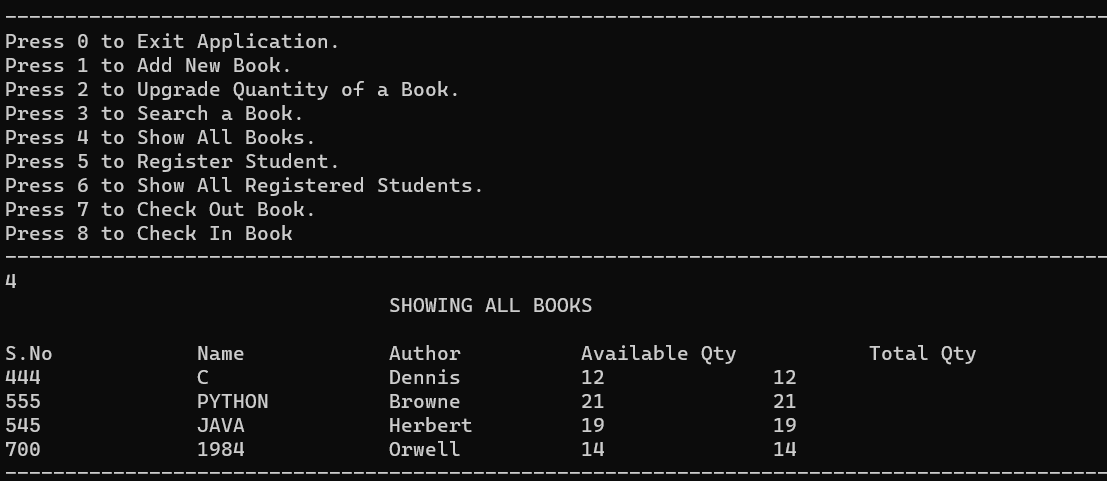 Press 0 to Exit Application.
Press 1 to Add New Book.
Press 2 to Upgrade Quantity of a Book.
Press 3 to Search a Book.
Press 4 to Show All Books.
Press 5 to Register Student.
Press 6 to Show All Registered Students.
Press 7 to Check Out Book.
Press 8 to Check In Book
4
SHOWING ALL BOOKS
S.No Name Author Available Qty Total Qty
444 C Dennis 12 12
555 PYTHON Browne 21 21
545 JAVA Herbert 19 19
700 1984 Orwell 14 14